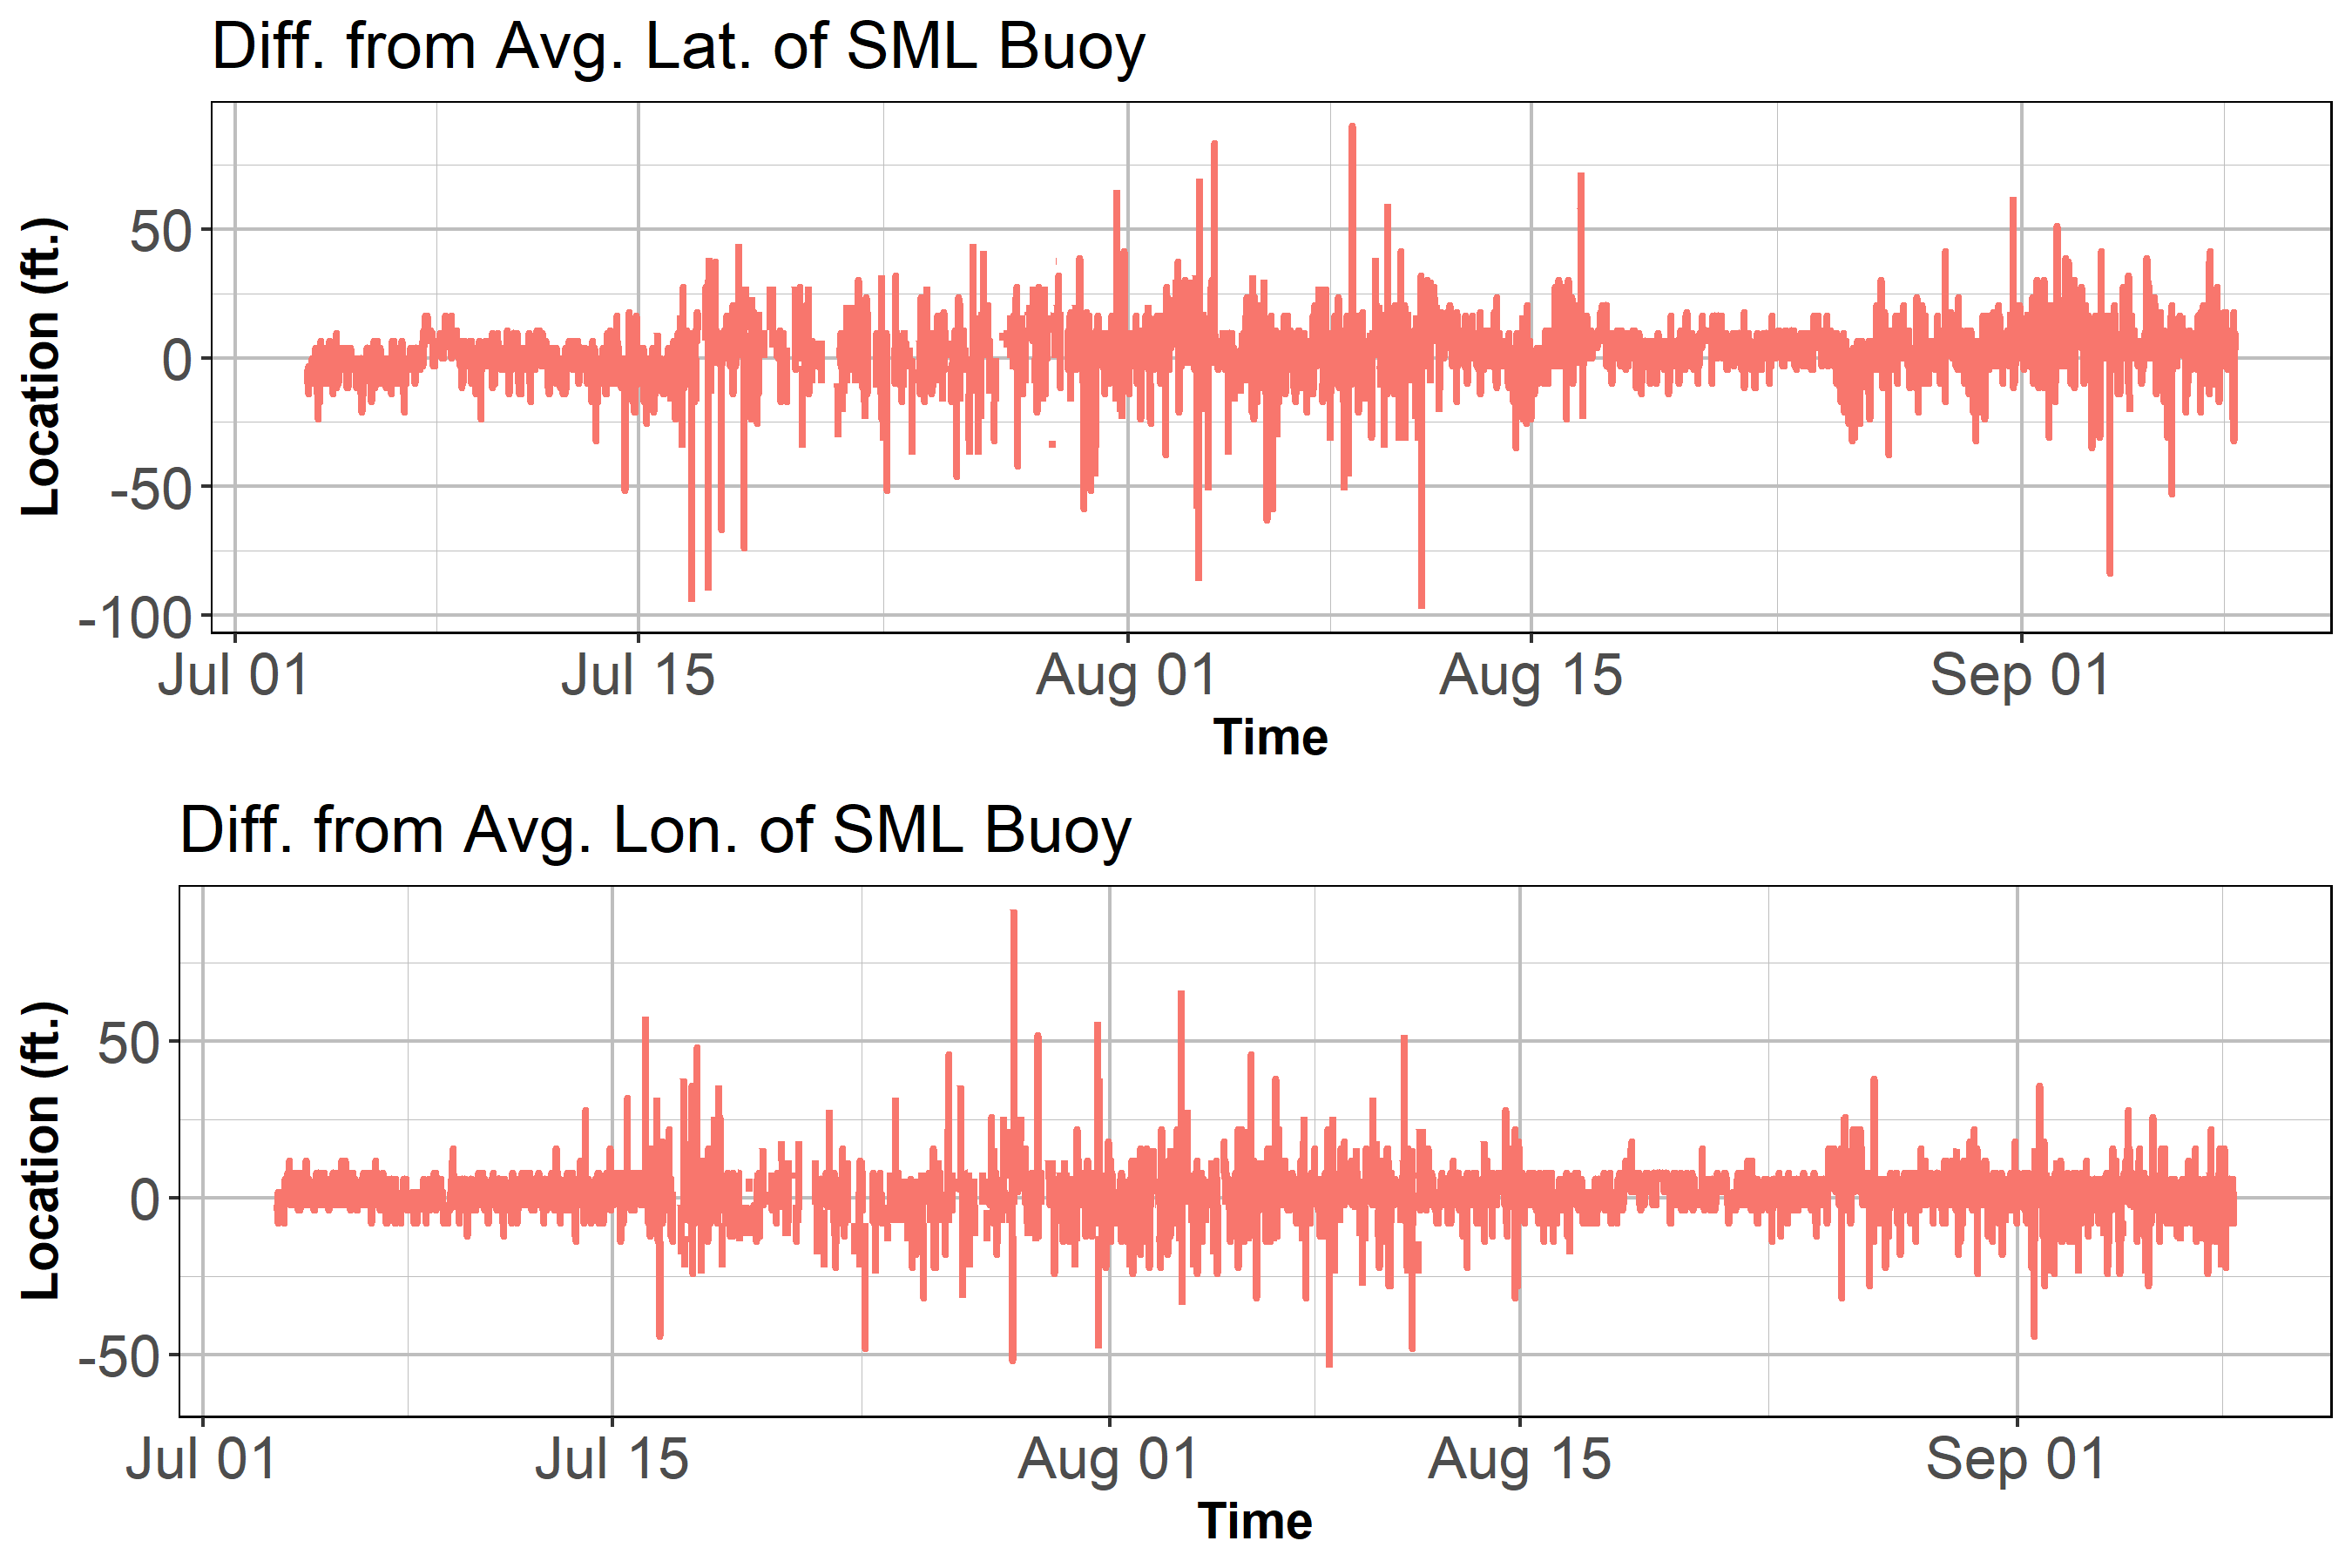 Diff. from Avg. Lat. of SML Buoy
Location (ft.)
50
0
-50
-100
Jul 01 Jul 15 Aug 01 Aug 15 Sep 01
Time
Diff. from Avg. Lon. of SML Buoy
Location (ft.)
50
0
-50
Jul 01 Jul 15 Aug 01 Aug 15 Sep 01
Time